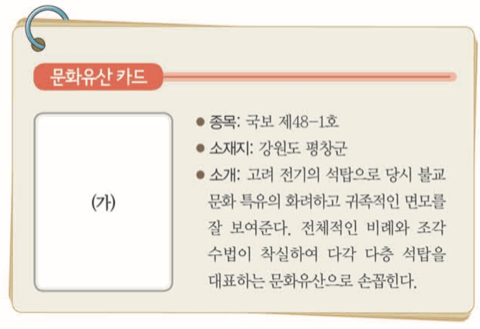 문화유산 카드
(가)
● 종목: 국보 제48-1호
● 소재지: 강원도 평창군
● 소개: 고려 전기의 석탑으로 당시 불교
문화 특유의 화려하고 귀족적인 면모를
잘 보여준다. 전체적인 비례와 조각
수법이 착실하여 다각 다층 석탑을
대표하는 문화유산으로 손꼽힌다.